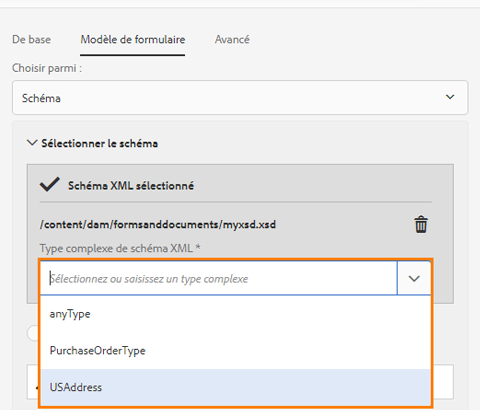 De base Modèle de formulaire Avancé
Choisir parmi :
Schéma
Sélectionner le schéma
Schéma XML sélectionné
/content/dam/formsanddocuments/myxsd.xsd
Type complexe de schéma XML *
Sélectionnez ou saisissez un type complexe
anyType
PurchaseOrderType
USAddress